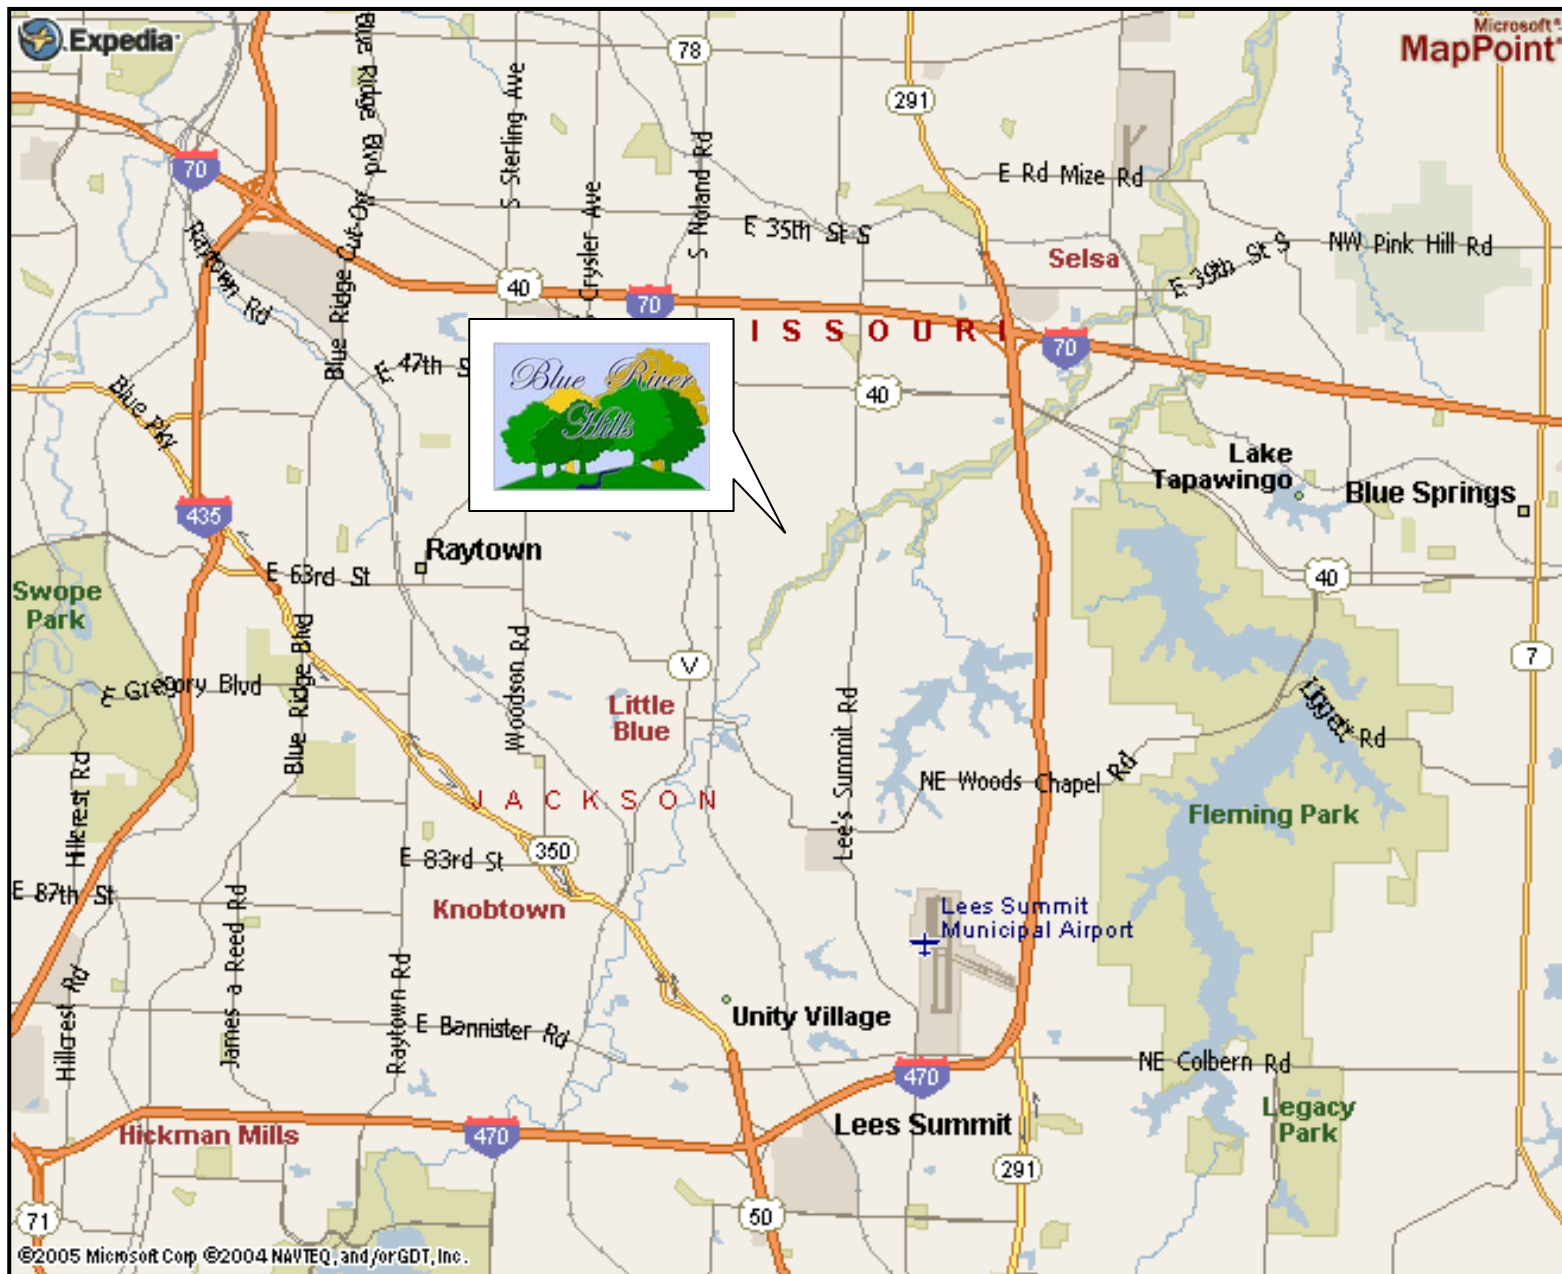 Expedia
Microsoft®
MapPoint®
Blue Ridge Blvd
78
S Sterling Ave
291
S Noland Rd
70
E Rd Mize Rd
S Crysler Ave
Blue Ridge Cut-Off
E 35th St S
Raytown Rd
Selsa
E 39th St S
NW Pink Hill Rd
40
70
ISSOURI
70
E 47th S
Blue River
Hills
40
Blue Pky
Lake
Tapawingo
Blue Springs
435
Raytown
E 63rd St
40
Swope
Park
Blue Ridge Blvd
Woodson Rd
V
7
E Gregory Blvd
Little
Blue
Lee's Summit Rd
Liggett Rd
NE Woods Chapel Rd
Hillcrest Rd
JACKSON
Fleming Park
E 83rd St
350
E 87th St
James a Reed Rd
Knobtown
Lees Summit
Municipal Airport
Hillcrest Rd
Raytown Rd
E Bannister Rd
Unity Village
NE Colbern Rd
470
Hickman Mills
470
Lees Summit
Legacy
Park
291
71
50
©2005 Microsoft Corp ©2004 NAVTEQ, and/or GDT, Inc.